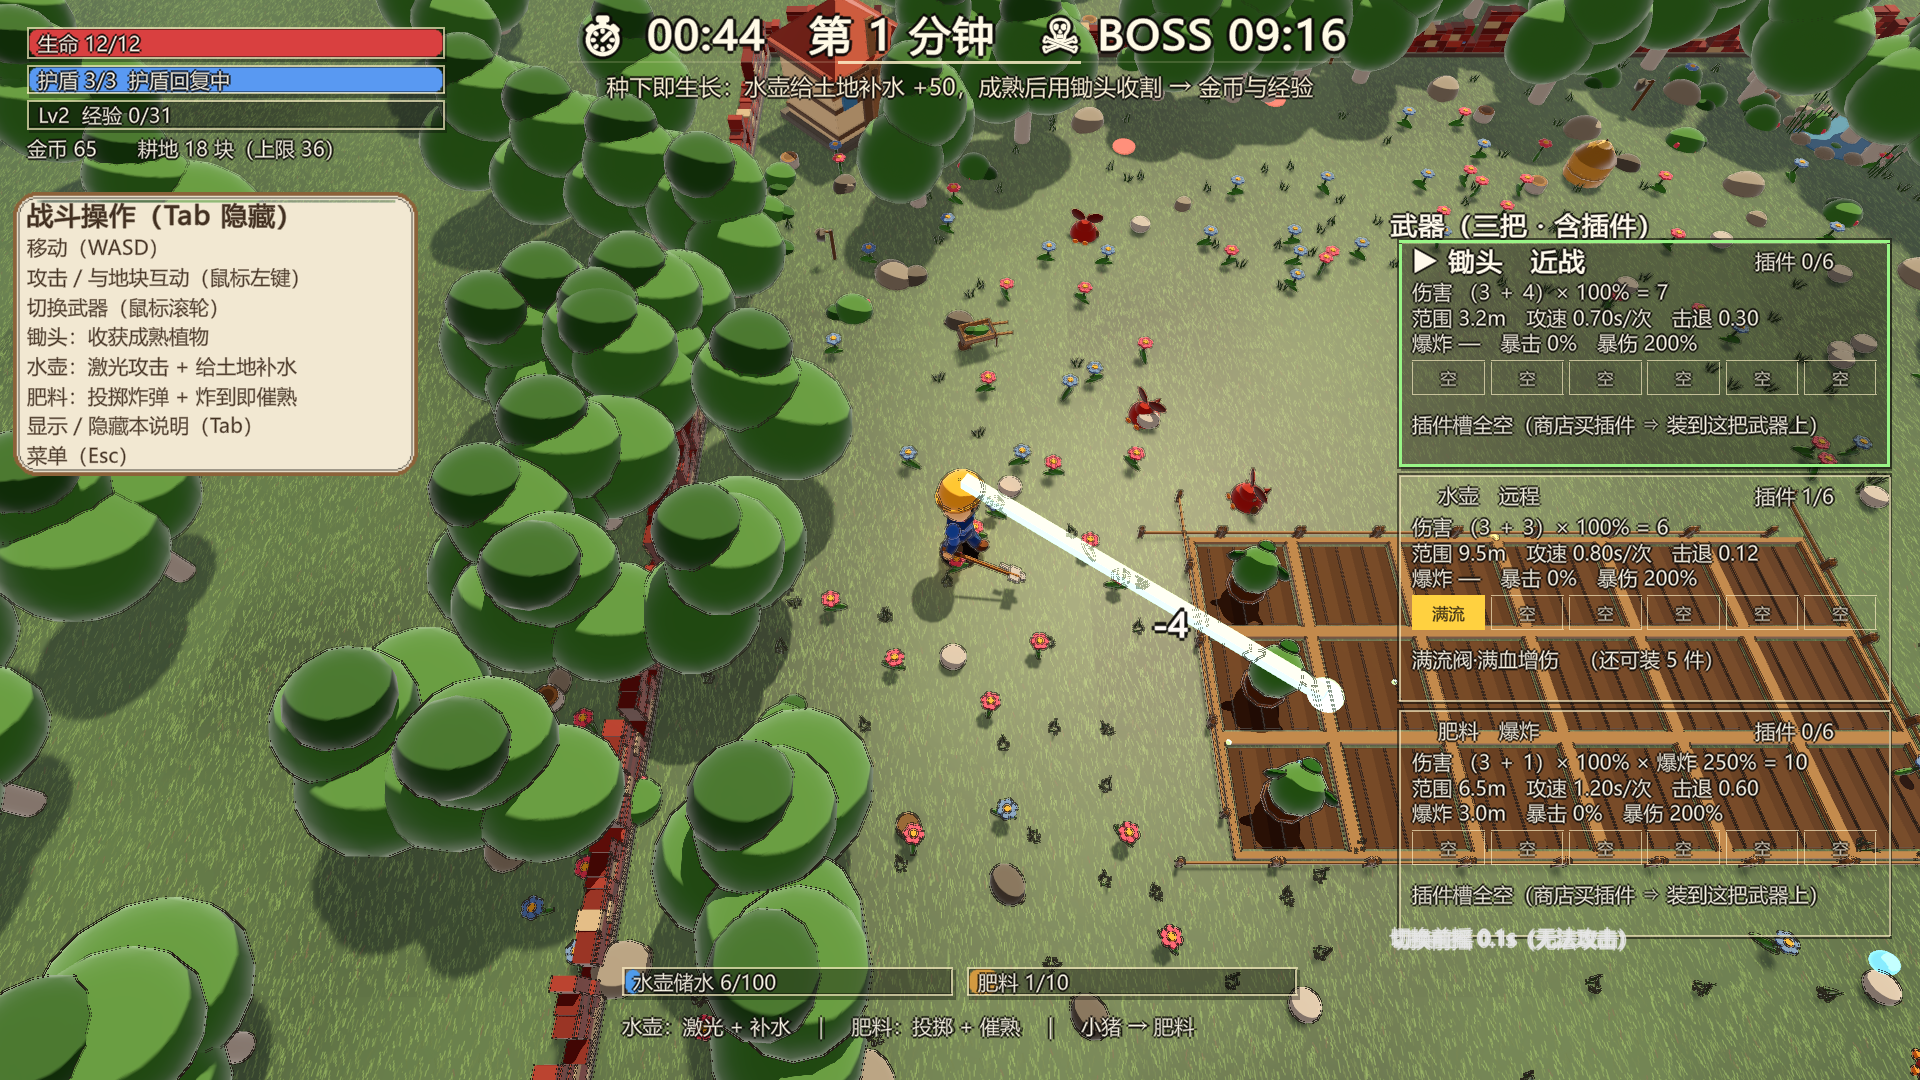 生命 12/12
护盾 3/3 护盾回复中
Lv2 经验 0/31
金币 65 耕地 18 块（上限 36）
00:44 第 1 分钟 BOSS 09:16
种下即生长：水壶给土地补水 +50，成熟后用锄头收割 → 金币与经验
战斗操作（Tab 隐藏）
移动（WASD）
攻击 / 与地块互动（鼠标左键）
切换武器（鼠标滚轮）
锄头：收获成熟植物
水壶：激光攻击 + 给土地补水
肥料：投掷炸弹 + 炸到即催熟
显示 / 隐藏本说明（Tab）
菜单（Esc）
武器（三把 · 含插件）
▶ 锄头 近战 插件 0/6
伤害 （3 + 4）× 100% = 7
范围 3.2m 攻速 0.70s/次 击退 0.30
爆炸 — 暴击 0% 暴伤 200%
空 空 空 空 空 空
插件槽全空（商店买插件 ⇒ 装到这把武器上）
水壶 远程 插件 1/6
伤害 （3 + 3）× 100% = 6
范围 9.5m 攻速 0.80s/次 击退 0.12
爆炸 — 暴击 0% 暴伤 200%
满流 空 空 空 空 空
满流阀·满血增伤 （还可装 5 件）
肥料 爆炸 插件 0/6
伤害 （3 + 1）× 100% × 爆炸 250% = 10
范围 6.5m 攻速 1.20s/次 击退 0.60
爆炸 3.0m 暴击 0% 暴伤 200%
空 空 空 空 空 空
插件槽全空（商店买插件 ⇒ 装到这把武器上）
切换前摇 0.1s（无法攻击）
-4
水壶储水 6/100 肥料 1/10
水壶：激光 + 补水 | 肥料：投掷 + 催熟 | 小猪 → 肥料